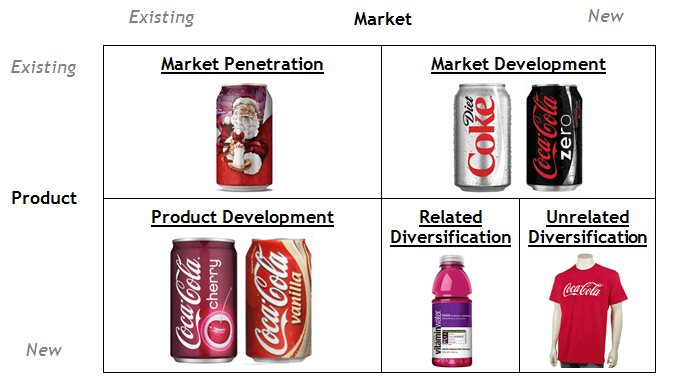 Existing
Market
New
Existing
Market Penetration
Market Development
Diet
Coke
Coca-Cola
zero
Product
Product Development
Related
Diversification
Unrelated
Diversification
Coca-Cola
cherry
Coca-Cola
vanilla
vitaminwater
Coca-Cola
New